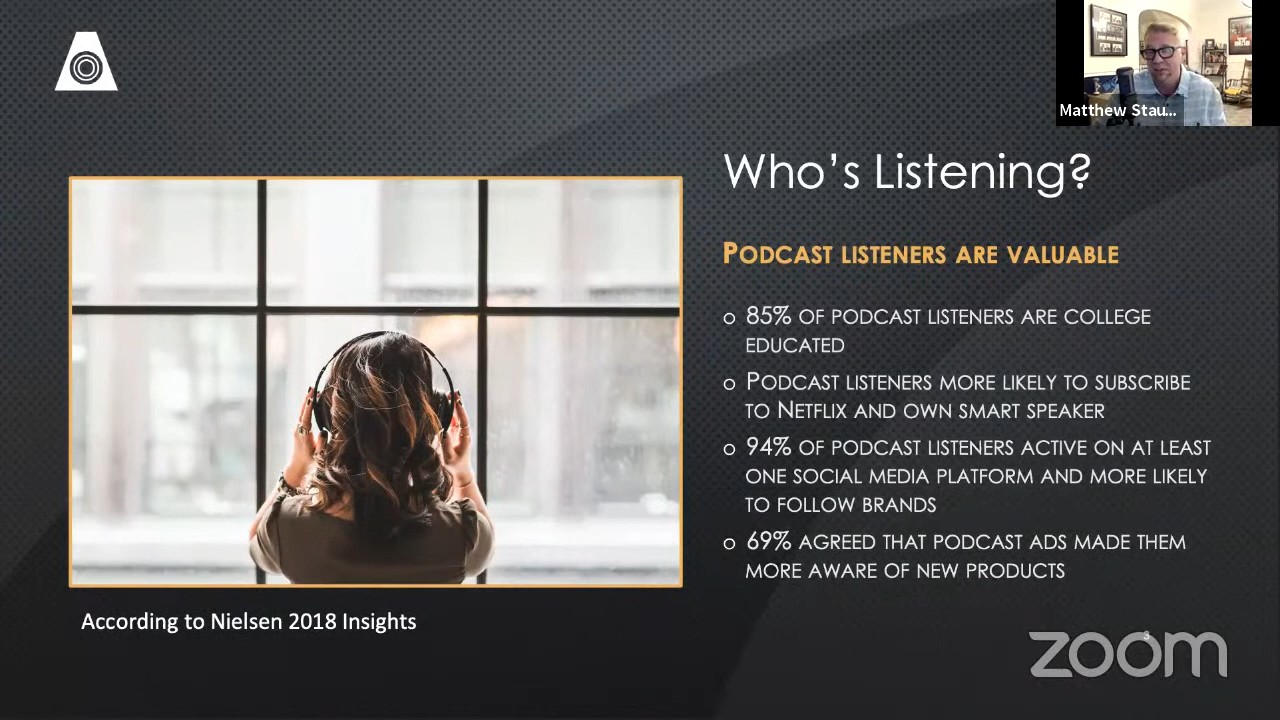 Matthew Stau...
Who's Listening?
Podcast listeners are valuable
o 85% of podcast listeners are college
educated
o Podcast listeners more likely to subscribe
to Netflix and own smart speaker
o 94% of podcast listeners active on at least
one social media platform and more likely
to follow brands
o 69% agreed that podcast ads made them
more aware of new products
According to Nielsen 2018 Insights
3
zoom